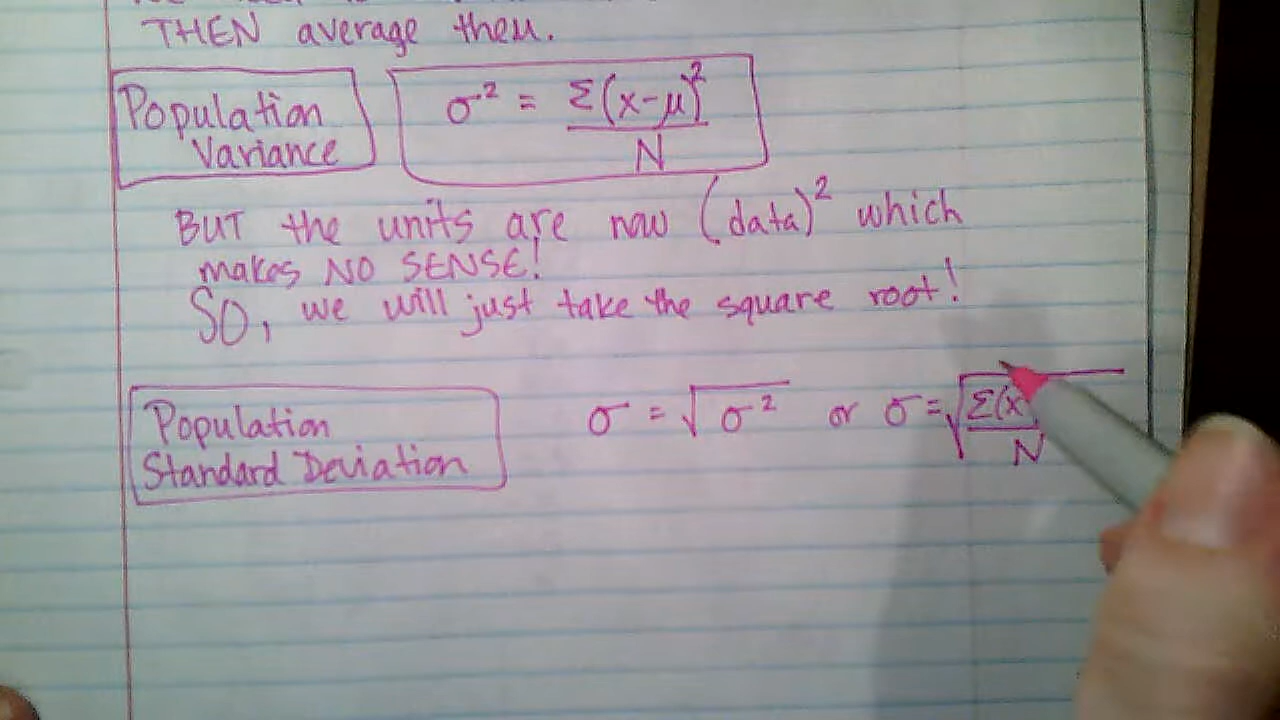 THEN average them.
Population
Variance
σ² = Σ(x-μ)²
N
BUT the units are now (data)² which
makes NO SENSE!
SO, we will just take the square root!
Population
Standard Deviation
σ = √σ² or σ = √Σ(x
N